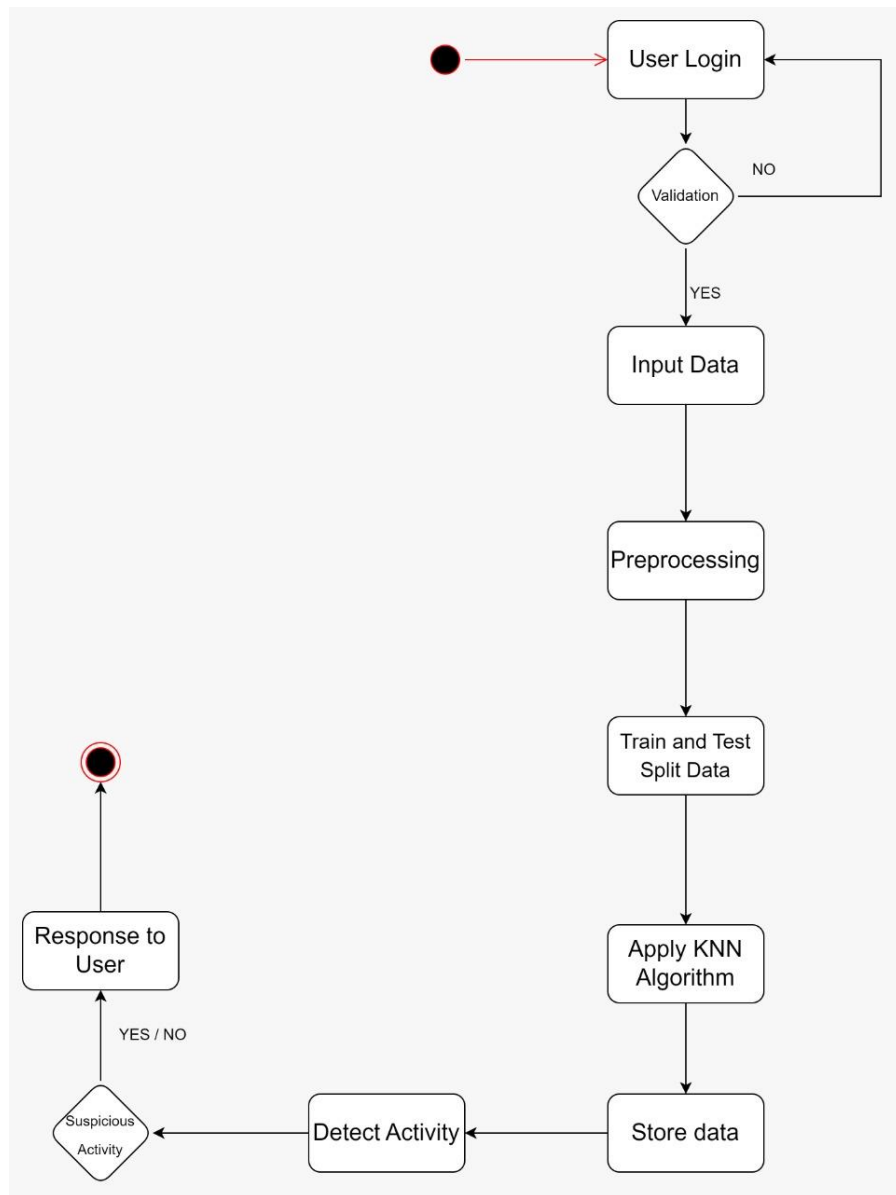 User Login
NO
Validation
YES
Input Data
Preprocessing
Train and Test
Split Data
Apply KNN
Algorithm
Store data
Detect Activity
Suspicious
Activity
YES / NO
Response to
User